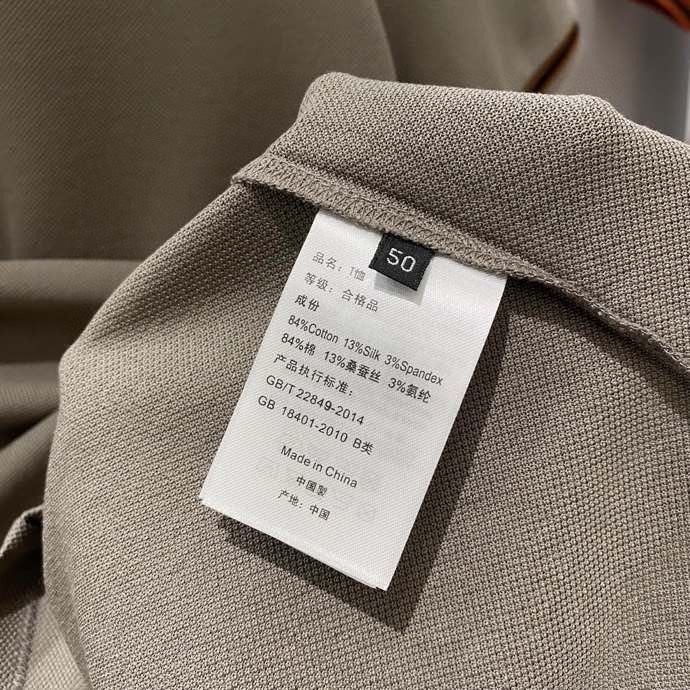 50
品名：T恤
等级：合格品
成份
84%Cotton 13%Silk 3%Spandex
84%棉 13%桑蚕丝 3%氨纶
产品执行标准：
GB/T 22849-2014
GB 18401-2010 B类
Made in China
中国製
产地：中国